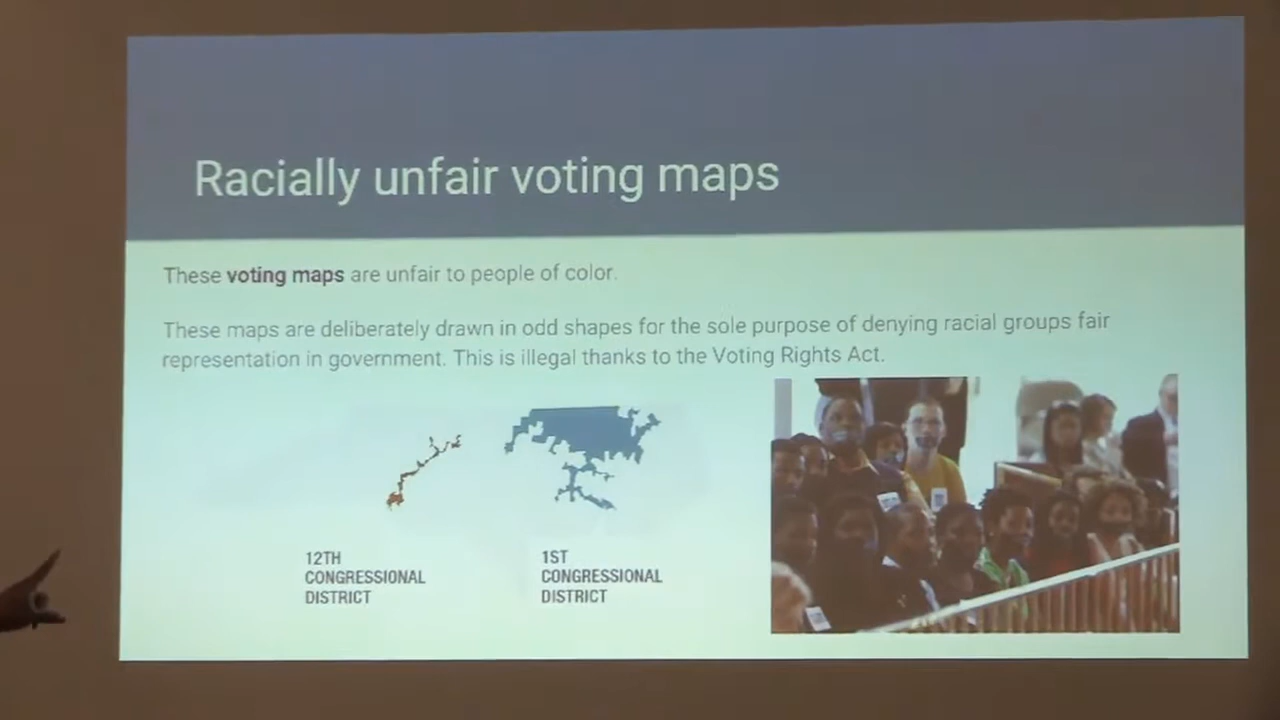 Racially unfair voting maps
These voting maps are unfair to people of color.
These maps are deliberately drawn in odd shapes for the sole purpose of denying racial groups fair
representation in government. This is illegal thanks to the Voting Rights Act.
12TH
CONGRESSIONAL
DISTRICT
1ST
CONGRESSIONAL
DISTRICT